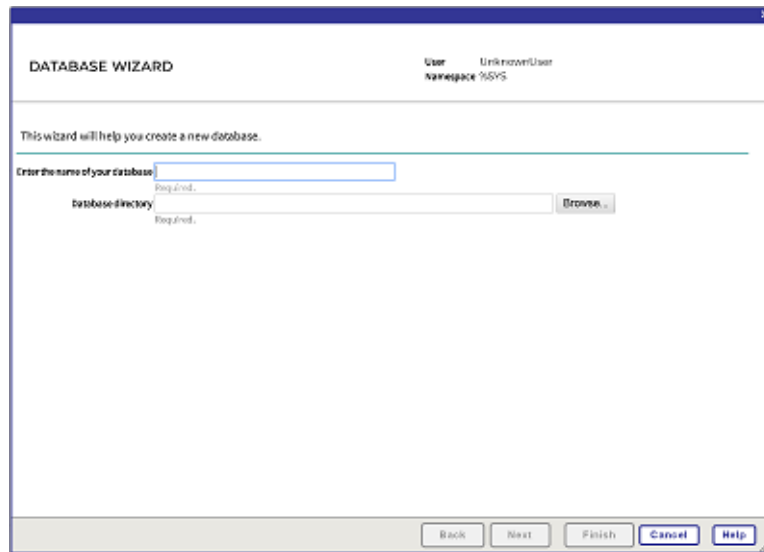 DATABASE WIZARD
User UnknownUser
Namespace %SYS
This wizard will help you create a new database.
Enter the name of your database
Required.
Database directory Browse...
Required.
Back Next Finish Cancel Help